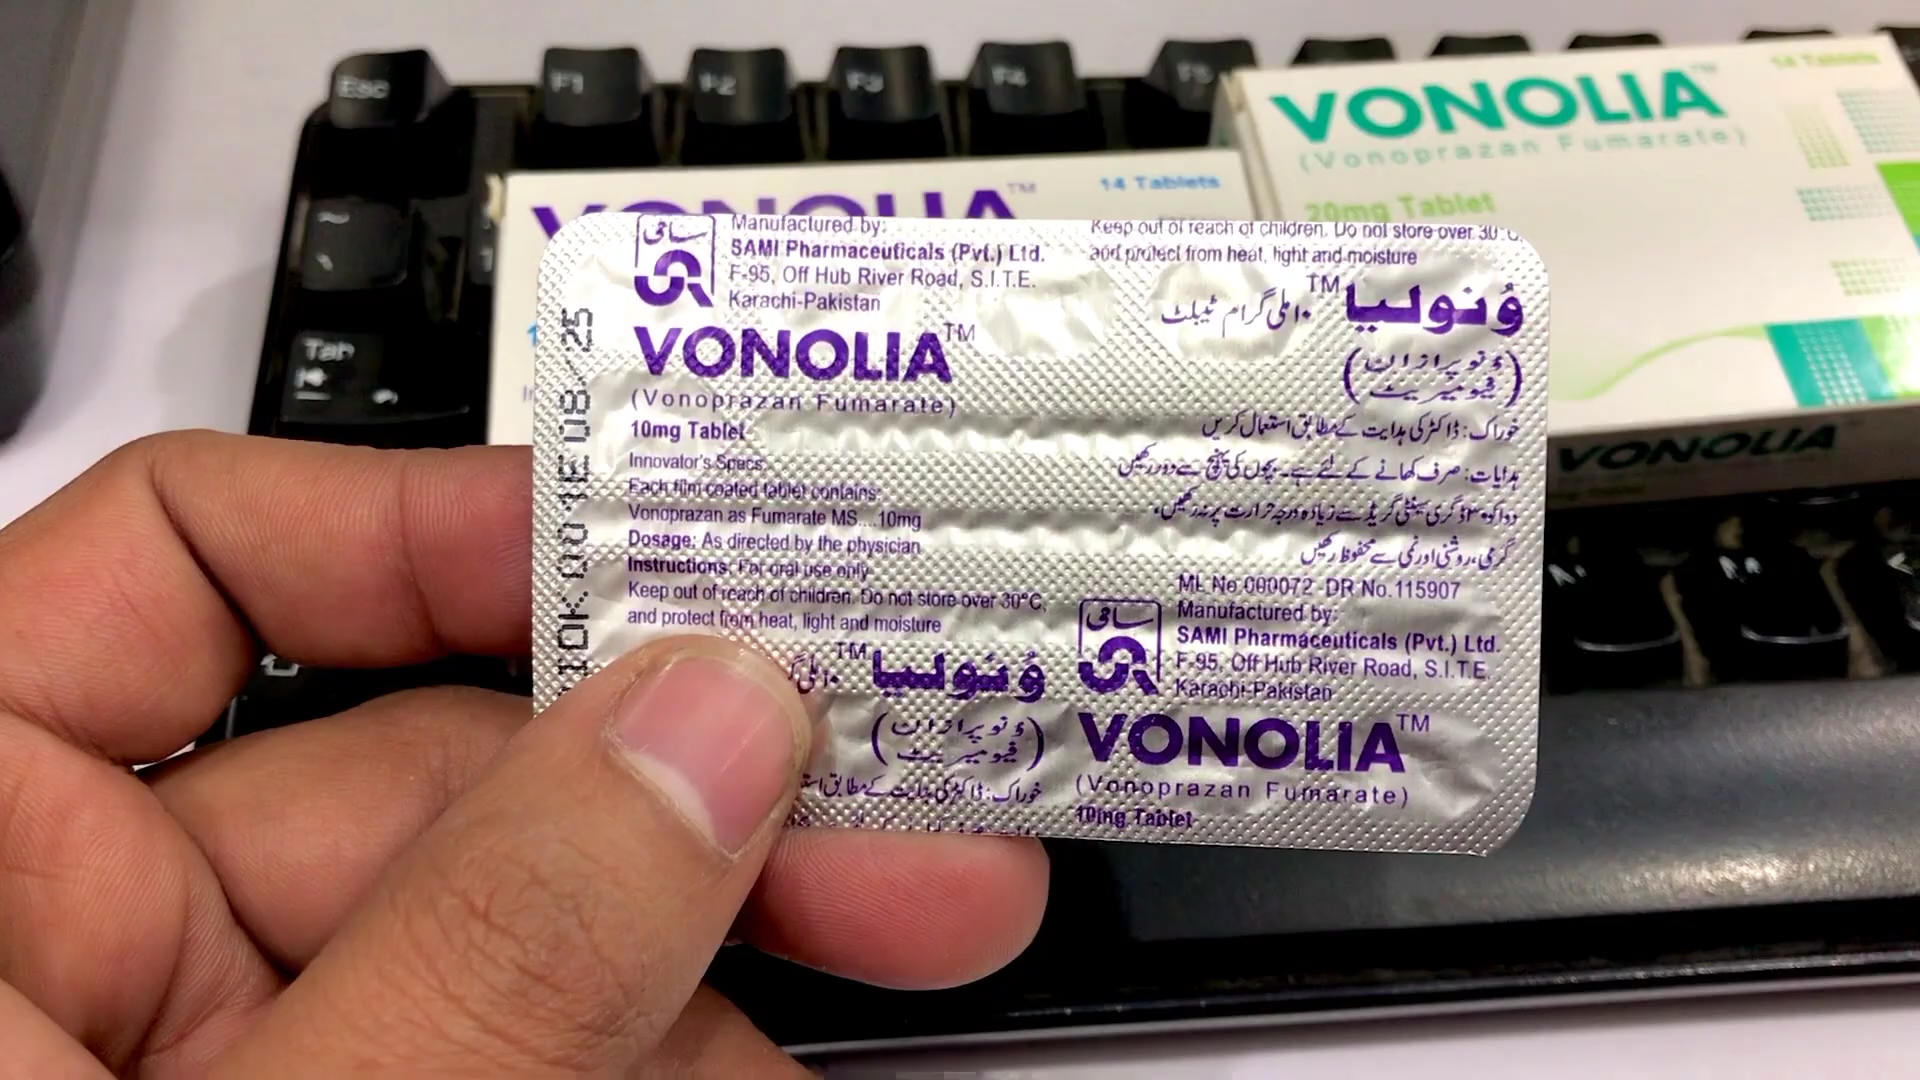 Esc
F1
F2
F3
F4
F5
Tab
VONOLIA™
14 Tablets
VONOLIA™
14 Tablets
(Vonoprazan Fumarate)
20mg Tablet
VONOLIA
ساقی
Manufactured by:
SAMI Pharmaceuticals (Pvt.) Ltd.
F-95, Off Hub River Road, S.I.T.E.
Karachi-Pakistan
VONOLIA™
(Vonoprazan Fumarate)
10mg Tablet
Innovator's Specs.
Each film coated tablet contains:
Vonoprazan as Fumarate MS....10mg
Dosage: As directed by the physician
Instructions: For oral use only
Keep out of reach of children. Do not store over 30°C,
and protect from heat, light and moisture
وُنولیا™
(ؤنوپرازان
فیومیریٹ)
خوراک: ڈاکٹر کی ہدایت کے مطابق
Keep out of reach of children. Do not store over 30°C,
and protect from heat, light and moisture
وُنولیا™ ۱۰ ملی گرام ٹیبلٹ
(ؤنوپرازان
فیومیریٹ)
خوراک: ڈاکٹر کی ہدایت کے مطابق استعمال کریں
ہدایات: صرف کھانے کے لئے ہے۔ بچوں کی پہنچ سے دور رکھیں
دوا کو ۳۰ ڈگری سینٹی گریڈ سے زیادہ درجہ حرارت پر نہ رکھیں،
گرمی، روشنی اور نمی سے محفوظ رکھیں
ML No 000072 DR No.115907
ساقی
Manufactured by:
SAMI Pharmaceuticals (Pvt.) Ltd.
F-95, Off Hub River Road, S.I.T.E.
Karachi-Pakistan
VONOLIA™
(Vonoprazan Fumarate)
10mg Tablet